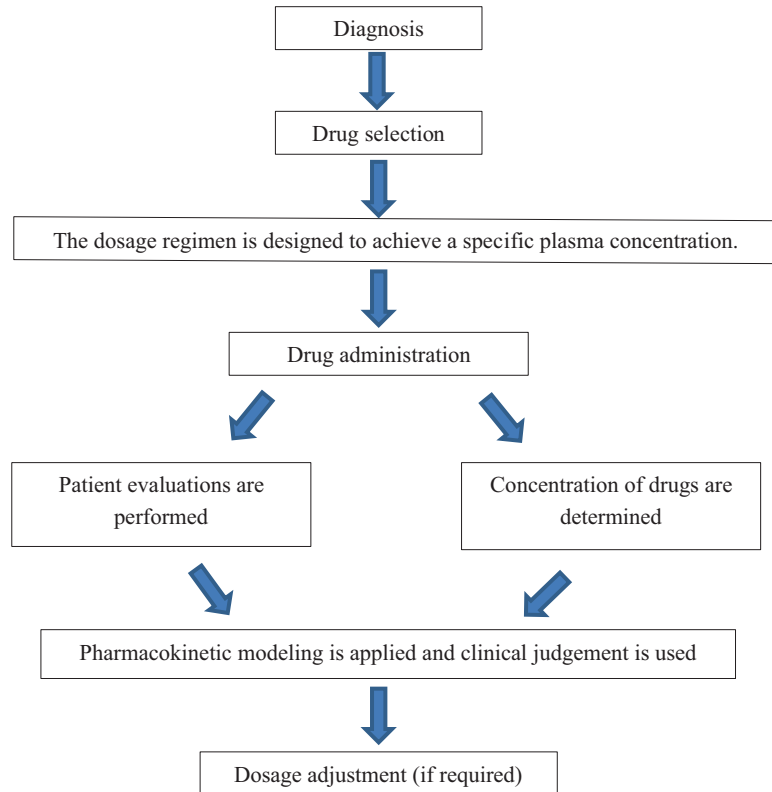 Diagnosis
Drug selection
The dosage regimen is designed to achieve a specific plasma concentration.
Drug administration
Patient evaluations are
performed
Concentration of drugs are
determined
Pharmacokinetic modeling is applied and clinical judgement is used
Dosage adjustment (if required)